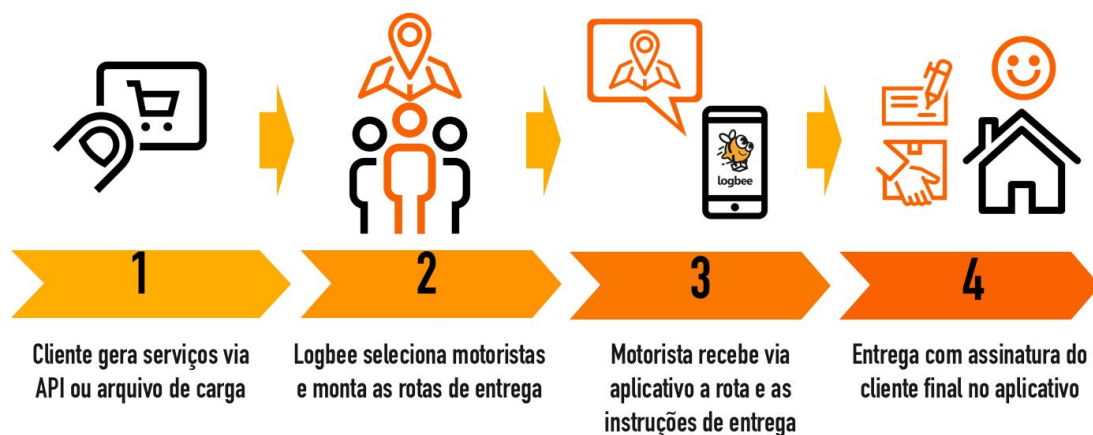 logbee
1
2
3
4
Cliente gera serviços via
API ou arquivo de carga
Logbee seleciona motoristas
e monta as rotas de entrega
Motorista recebe via
aplicativo a rota e as
instruções de entrega
Entrega com assinatura do
cliente final no aplicativo